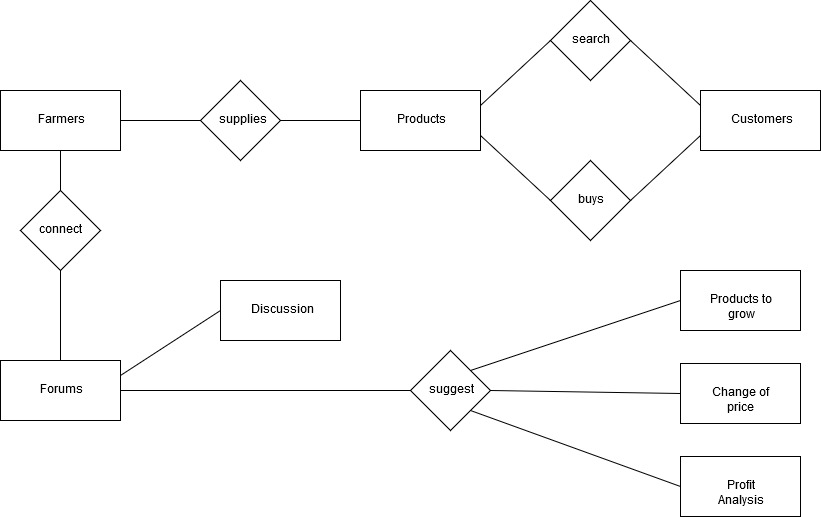 search
Farmers
supplies
Products
Customers
buys
connect
Discussion
Products to
grow
Forums
suggest
Change of
price
Profit
Analysis